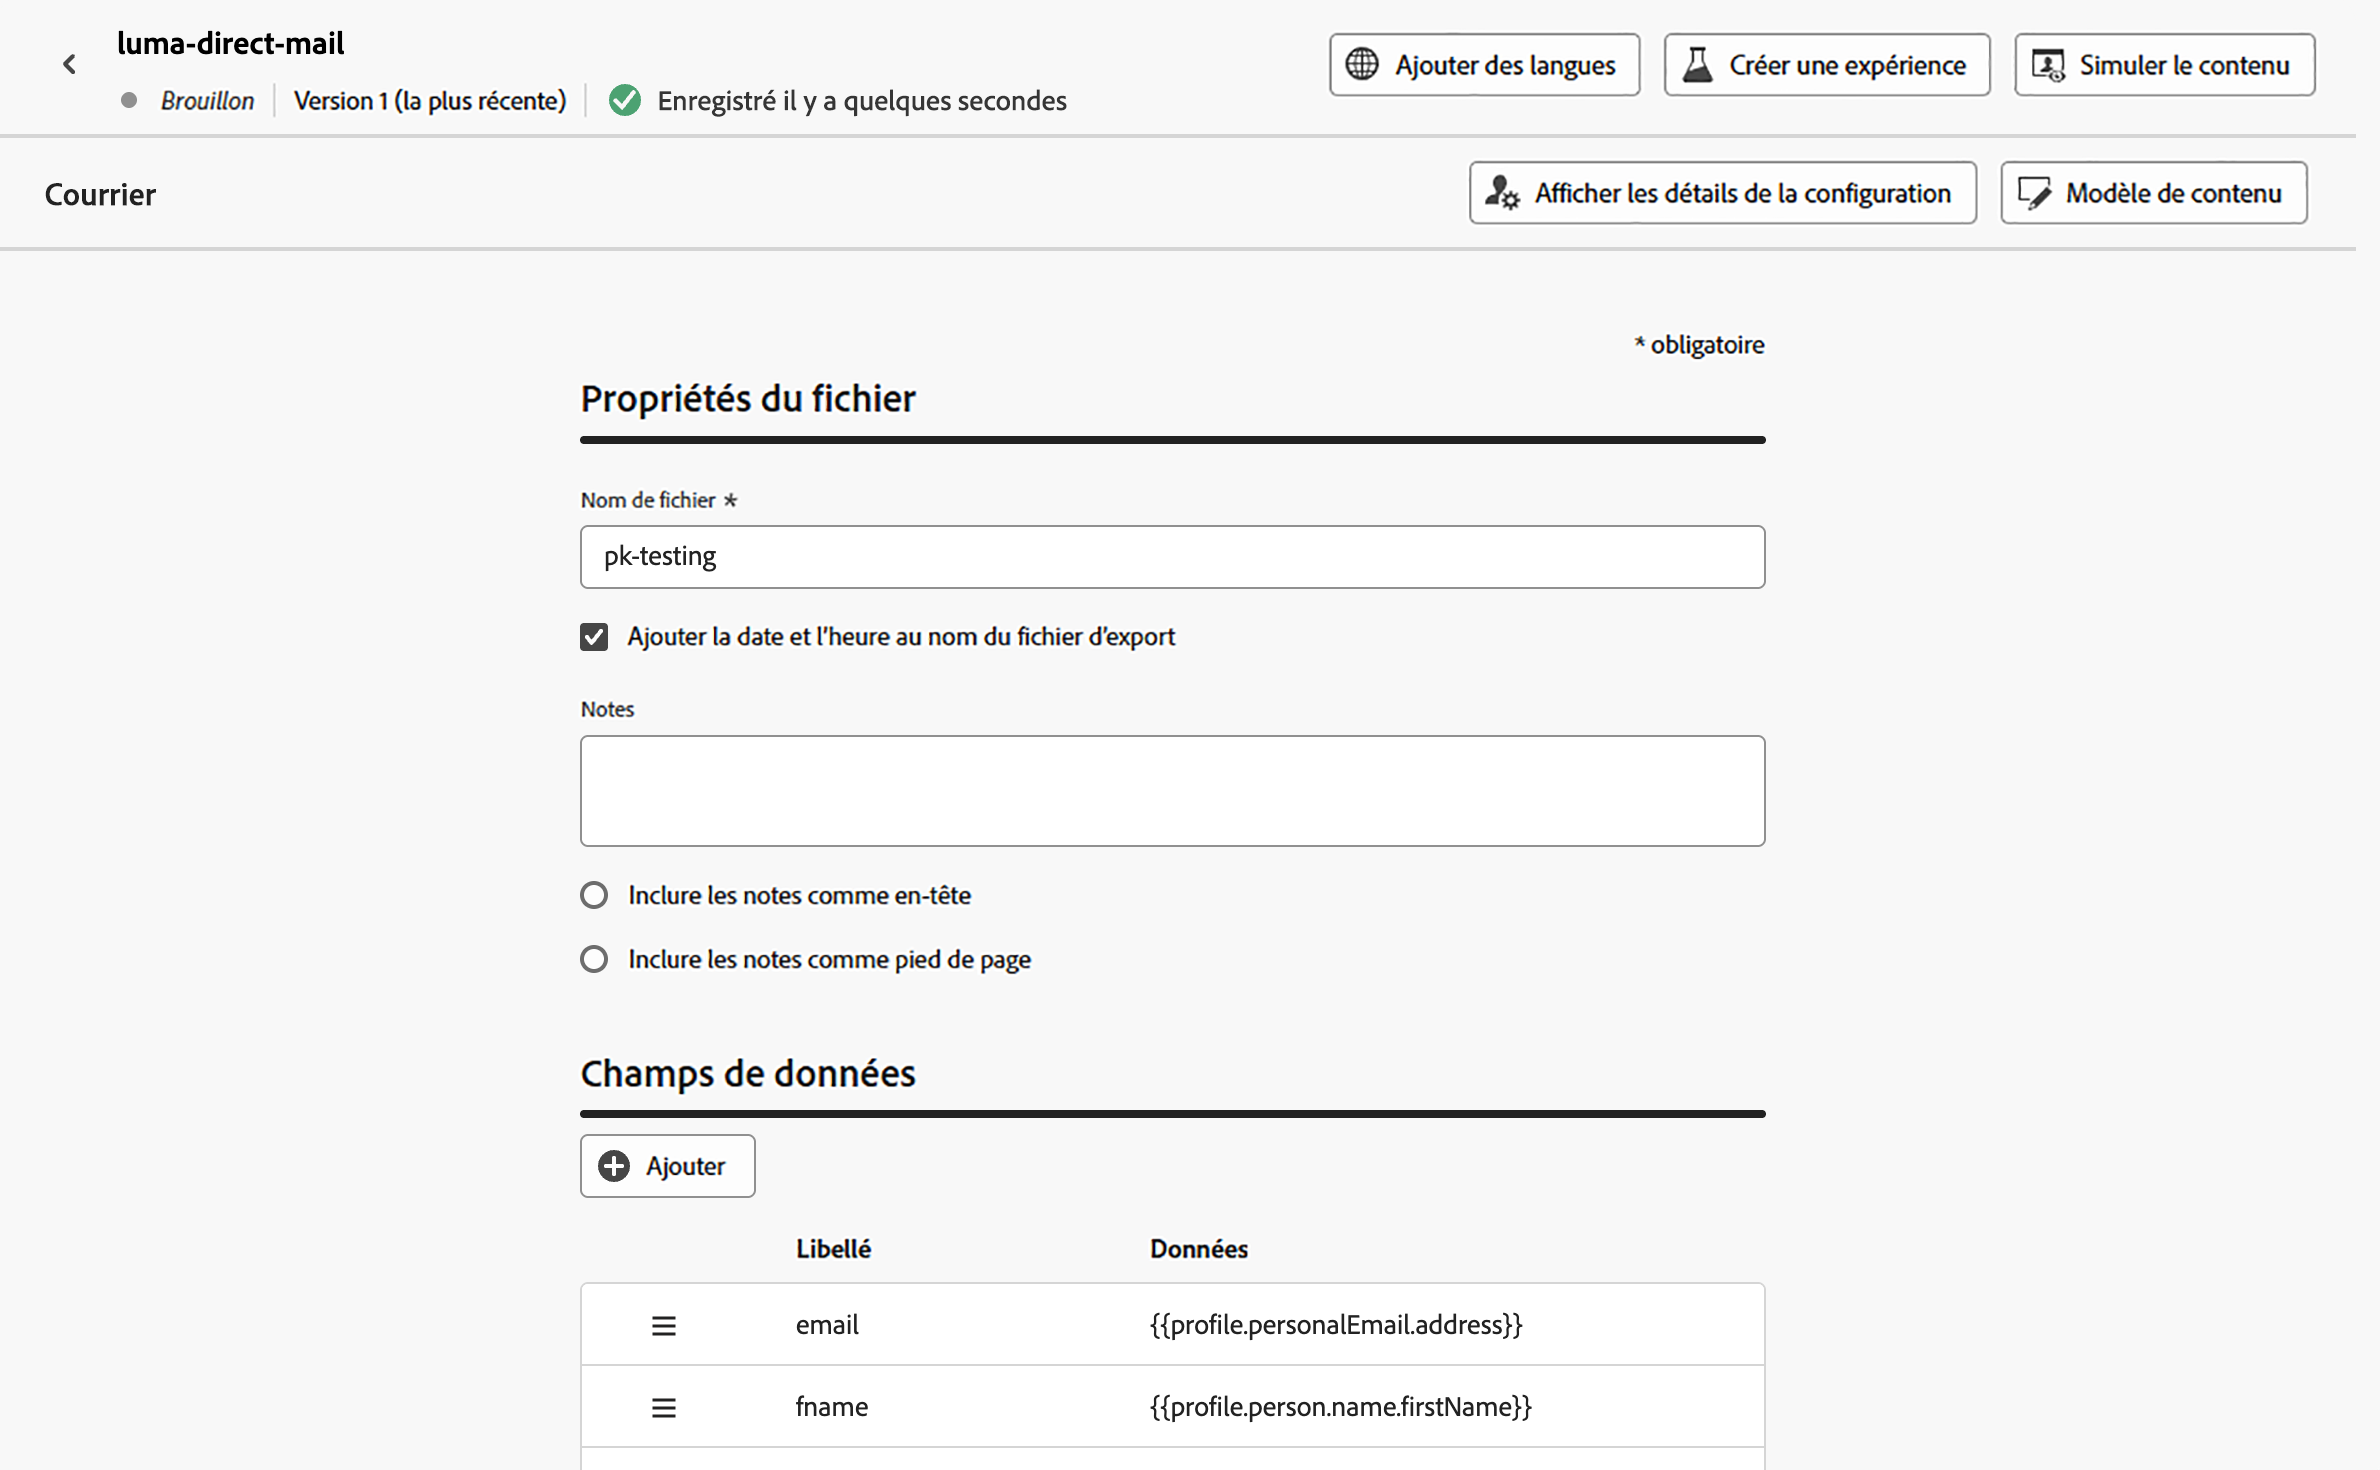 luma-direct-mail
Brouillon Version 1 (la plus récente) Enregistré il y a quelques secondes
Ajouter des langues Créer une expérience Simuler le contenu
Courrier Afficher les détails de la configuration Modèle de contenu
* obligatoire
Propriétés du fichier
Nom de fichier *
pk-testing
Ajouter la date et l’heure au nom du fichier d’export
Notes
Inclure les notes comme en-tête
Inclure les notes comme pied de page
Champs de données
Ajouter
Libellé Données
email {{profile.personalEmail.address}}
fname {{profile.person.name.firstName}}